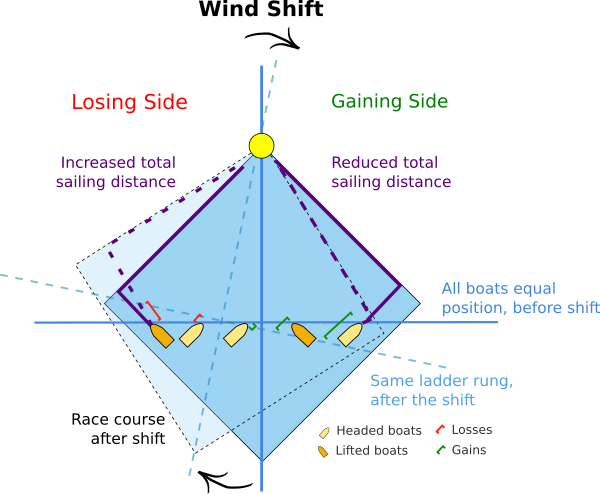 Wind Shift
Losing Side
Gaining Side
Increased total
sailing distance
Reduced total
sailing distance
All boats equal
position, before shift
Same ladder rung,
after the shift
Race course
after shift
Headed boats
Losses
Lifted boats
Gains